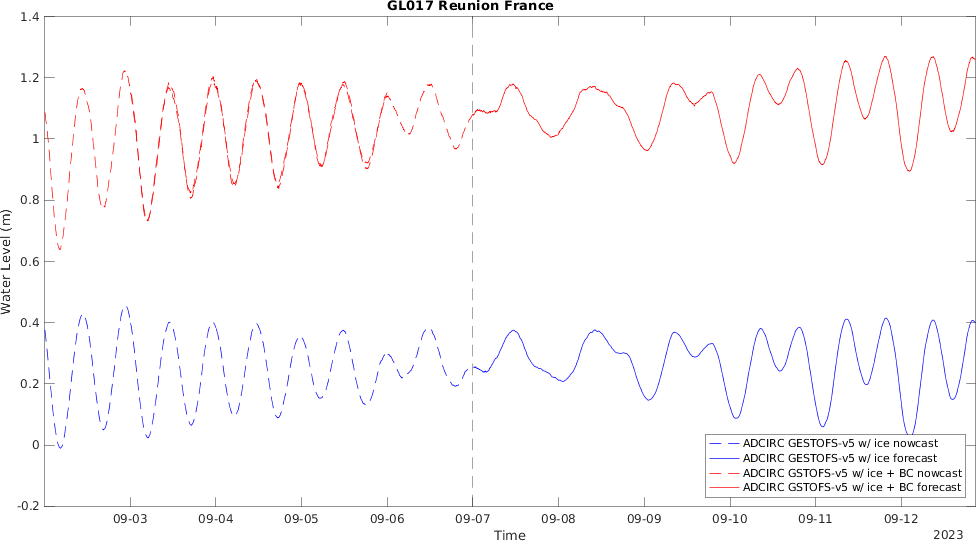 GL017 Reunion France
1.4
1.2
1
0.8
0.6
0.4
0.2
0
-0.2
Water Level (m)
ADCIRC GESTOFS-v5 w/ ice nowcast
ADCIRC GESTOFS-v5 w/ ice forecast
ADCIRC GSTOFS-v5 w/ ice + BC nowcast
ADCIRC GSTOFS-v5 w/ ice + BC forecast
09-03 09-04 09-05 09-06 09-07 09-08 09-09 09-10 09-11 09-12
Time
2023